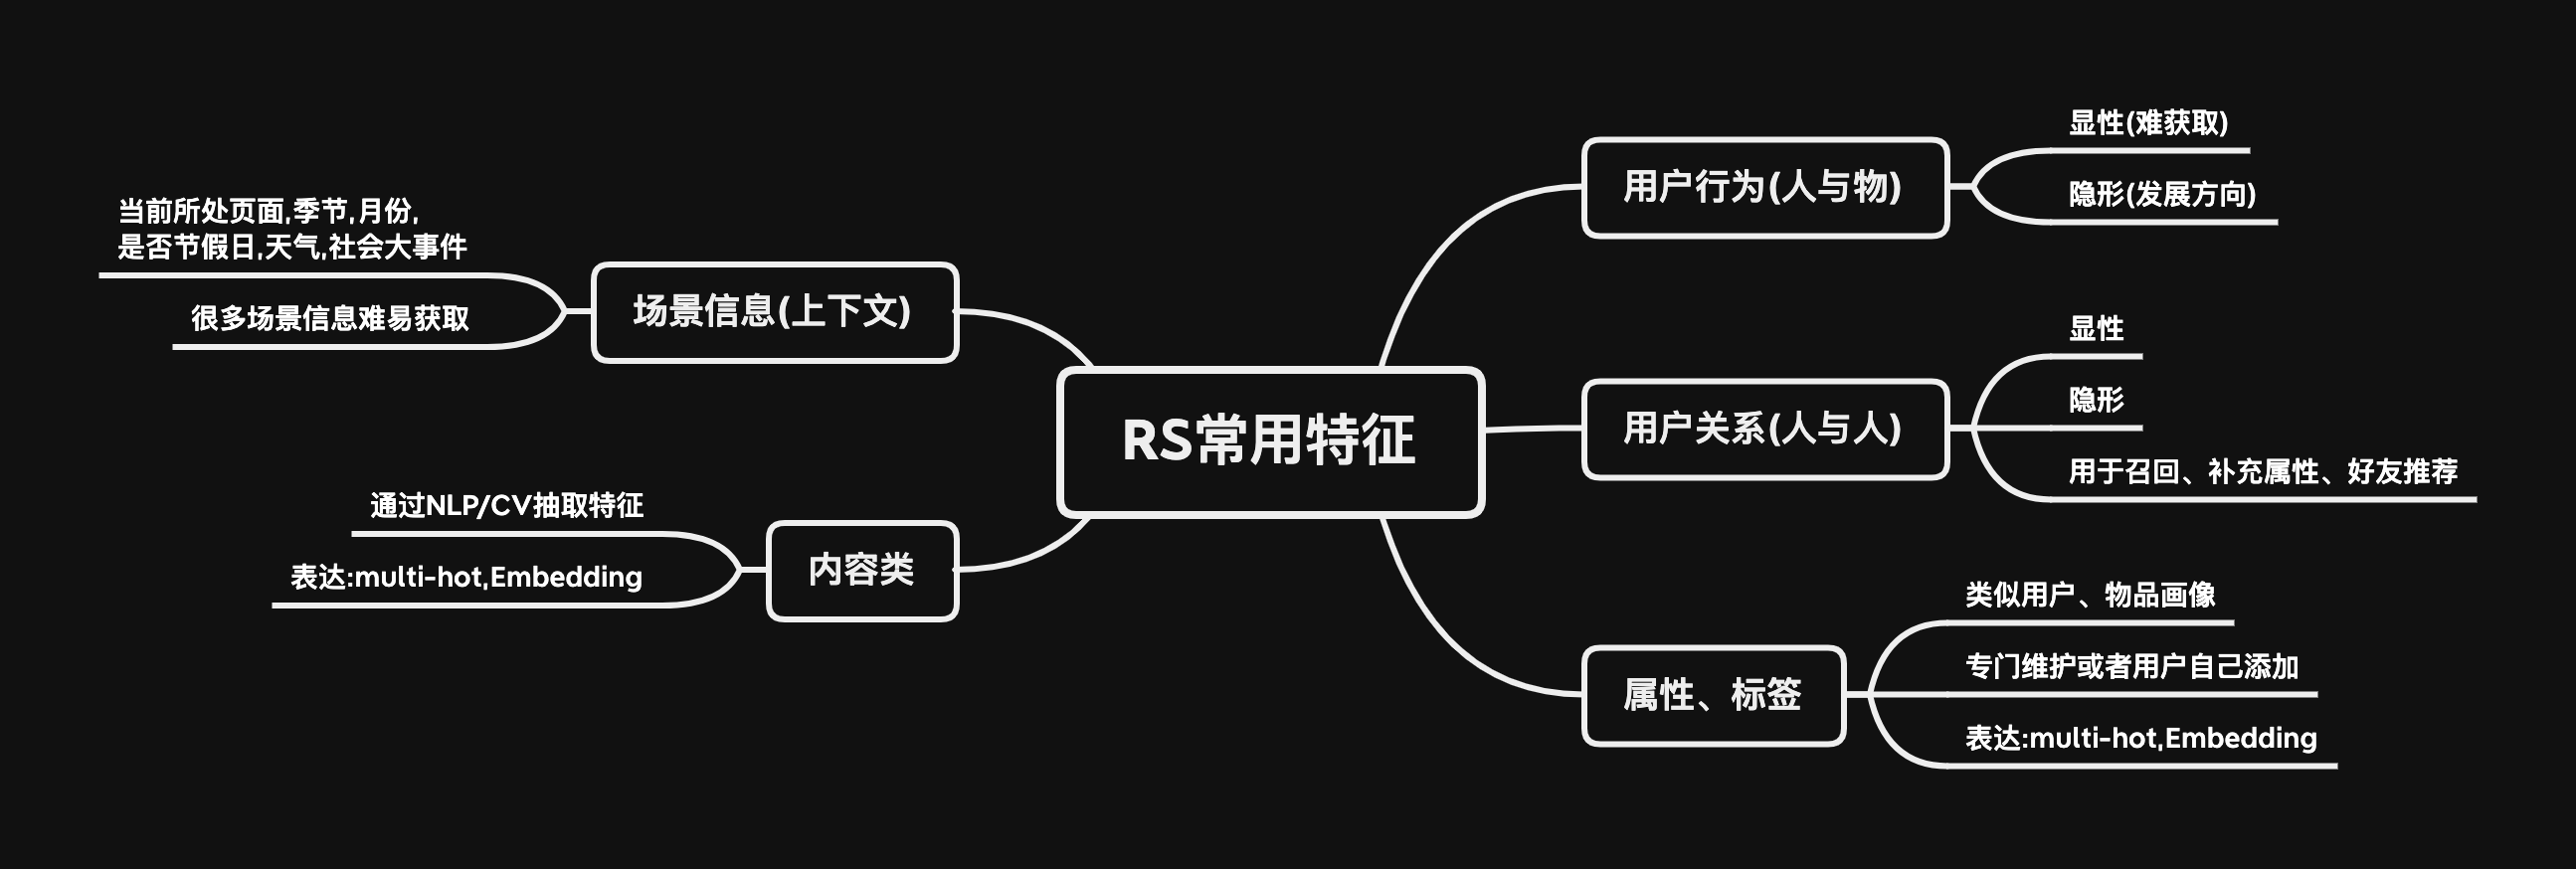 RS常用特征
用户行为(人与物)
显性(难获取)
隐形(发展方向)
用户关系(人与人)
显性
隐形
用于召回、补充属性、好友推荐
属性、标签
类似用户、物品画像
专门维护或者用户自己添加
表达:multi-hot,Embedding
场景信息(上下文)
当前所处页面,季节,月份,
是否节假日,天气,社会大事件
很多场景信息难易获取
内容类
通过NLP/CV抽取特征
表达:multi-hot,Embedding